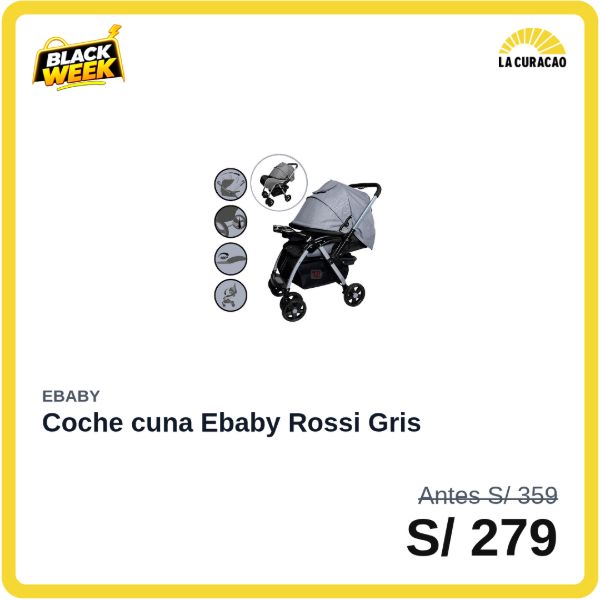 BLACK
WEEK
LA CURACAO
EBABY
Coche cuna Ebaby Rossi Gris
Antes S/ 359
S/ 279